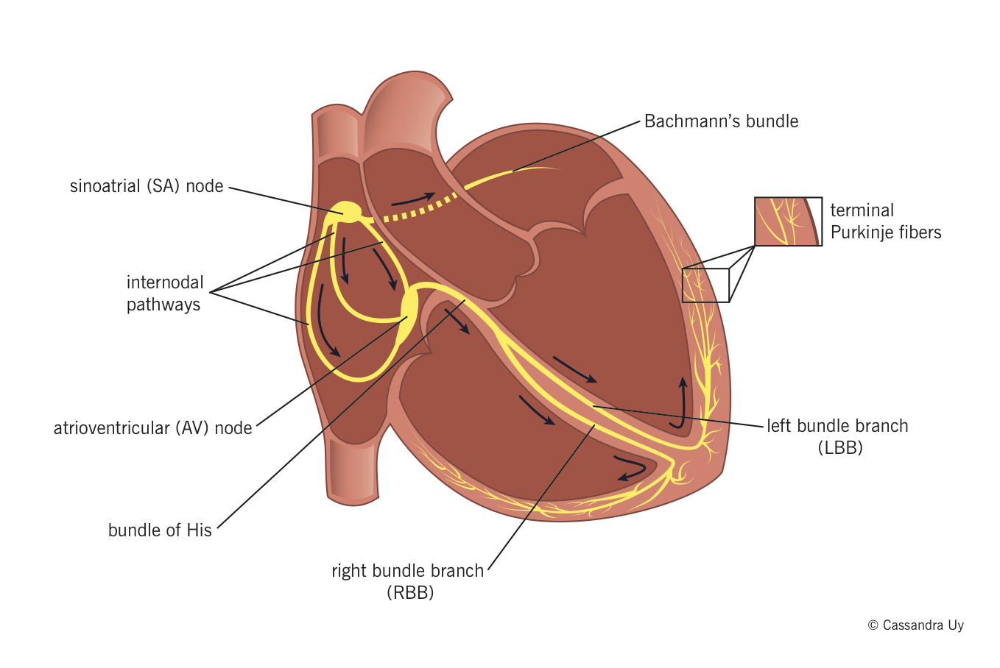 Bachmann’s bundle
sinoatrial (SA) node
terminal
Purkinje fibers
internodal
pathways
atrioventricular (AV) node
left bundle branch
(LBB)
bundle of His
right bundle branch
(RBB)
© Cassandra Uy